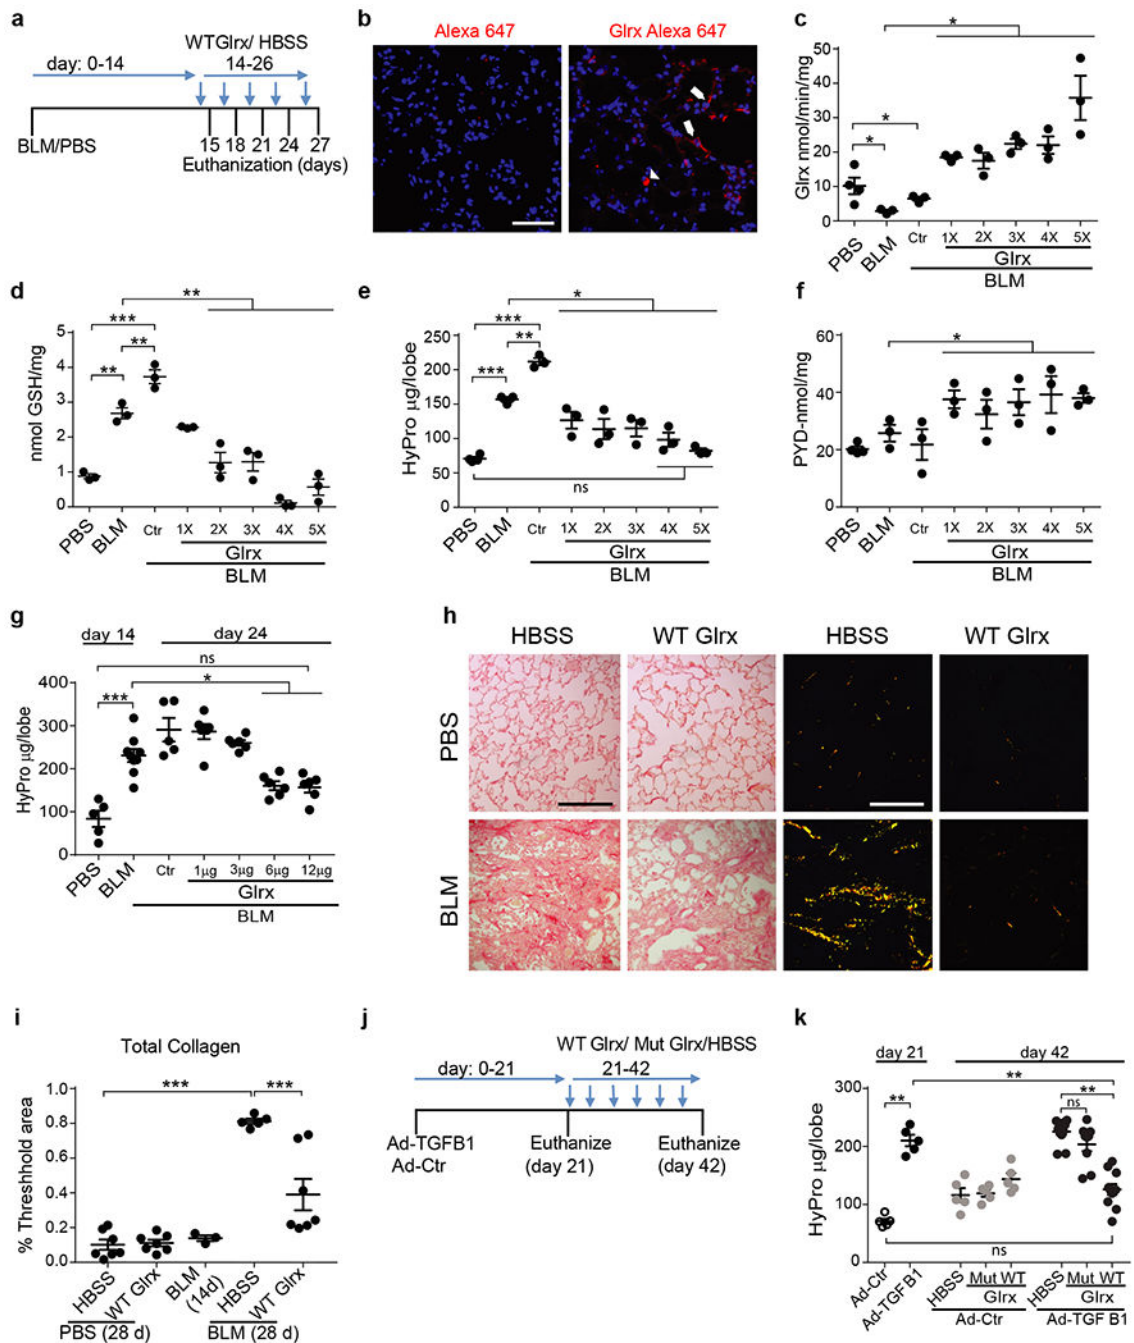 a
WTGlrx/ HBSS
day: 0-14
14-26
BLM/PBS
15 18 21 24 27
Euthanization (days)
b
Alexa 647
Glrx Alexa 647
c
*
*
*
Glrx nmol/min/mg
50
40
30
20
10
0
PBS
BLM
Ctr
1X 2X 3X 4X 5X
Glrx
BLM
d
**
***
**
**
nmol GSH/mg
5
4
3
2
1
0
PBS
BLM
Ctr
1X 2X 3X 4X 5X
Glrx
BLM
e
*
***
**
***
ns
HyPro µg/lobe
250
200
150
100
50
0
PBS
BLM
Ctr
1X 2X 3X 4X 5X
Glrx
BLM
f
*
PYD-nmol/mg
60
40
20
0
PBS
BLM
Ctr
1X 2X 3X 4X 5X
Glrx
BLM
g
day 14
day 24
ns
*
***
HyPro µg/lobe
400
300
200
100
0
PBS
BLM
Ctr
1µg 3µg 6µg 12µg
Glrx
BLM
h
HBSS
WT Glrx
HBSS
WT Glrx
PBS
BLM
i
Total Collagen
***
***
% Threshhold area
1.0
0.8
0.6
0.4
0.2
0.0
HBSS
WT Glrx
BLM
(14d)
HBSS
WT Glrx
PBS (28 d)
BLM (28 d)
j
WT Glrx/ Mut Glrx/HBSS
day: 0-21
21-42
Ad-TGFB1
Ad-Ctr
Euthanize
(day 21)
Euthanize
(day 42)
k
day 21
day 42
**
**
**
ns
ns
HyPro µg/lobe
300
200
100
0
Ad-Ctr
Ad-TGF B1
HBSS
Mut WT
Glrx
Ad-Ctr
HBSS
Mut WT
Glrx
Ad-TGF B1